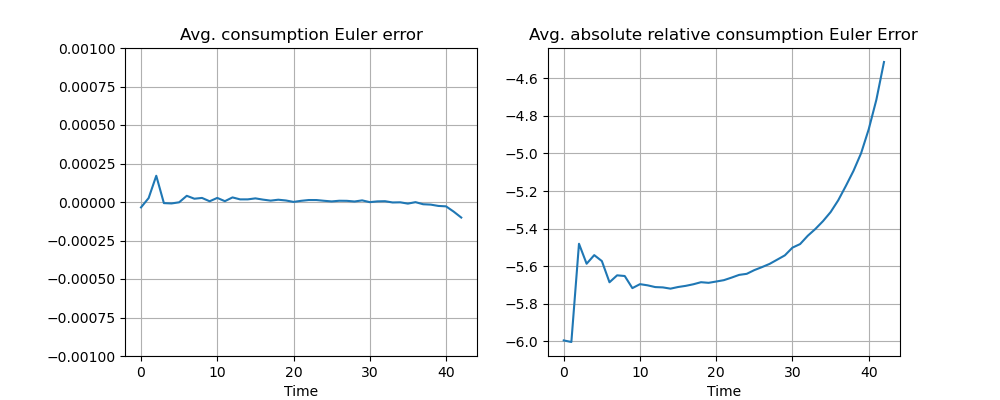 Avg. consumption Euler error
0.00100
0.00075
0.00050
0.00025
0.00000
−0.00025
−0.00050
−0.00075
−0.00100
0 10 20 30 40
Time
Avg. absolute relative consumption Euler Error
−4.6
−4.8
−5.0
−5.2
−5.4
−5.6
−5.8
−6.0
0 10 20 30 40
Time